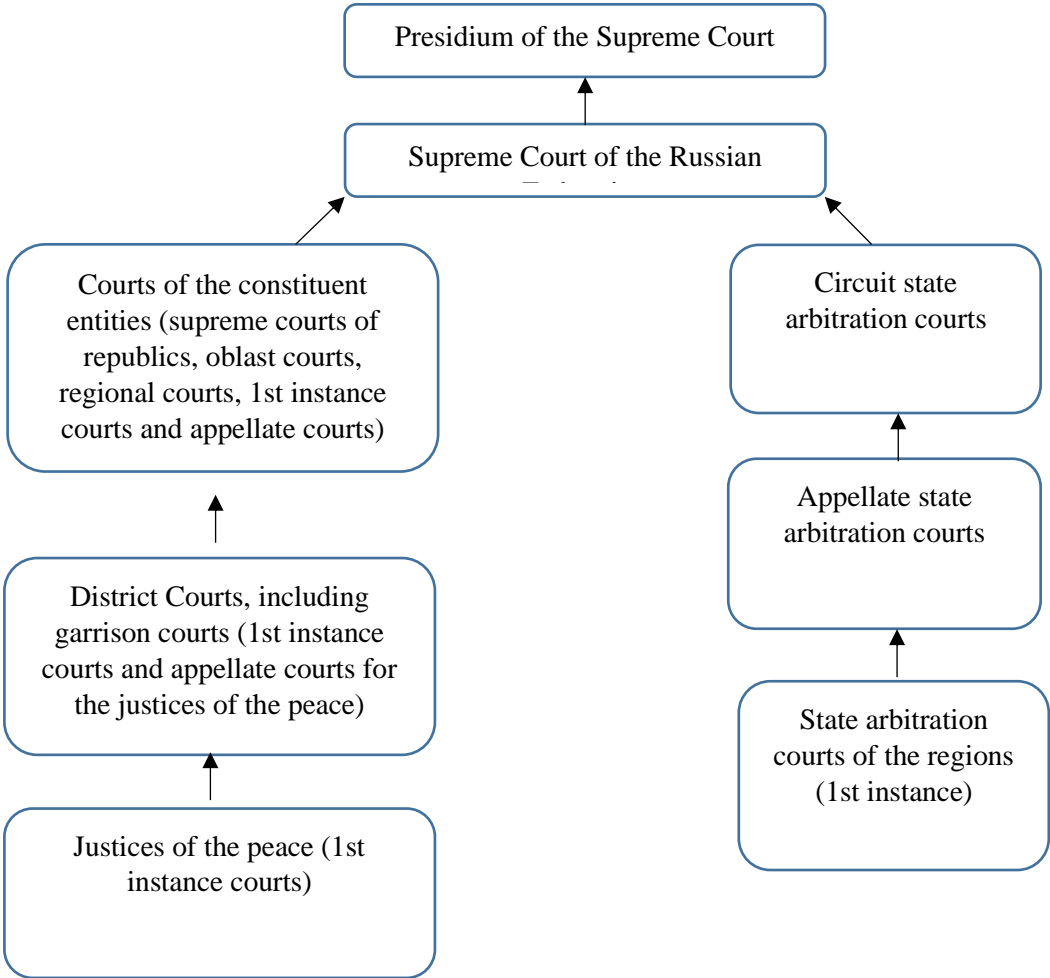 Presidium of the Supreme Court
Supreme Court of the Russian
Courts of the constituent
entities (supreme courts of
republics, oblast courts,
regional courts, 1st instance
courts and appellate courts)
Circuit state
arbitration courts
Appellate state
arbitration courts
District Courts, including
garrison courts (1st instance
courts and appellate courts for
the justices of the peace)
State arbitration
courts of the regions
(1st instance)
Justices of the peace (1st
instance courts)